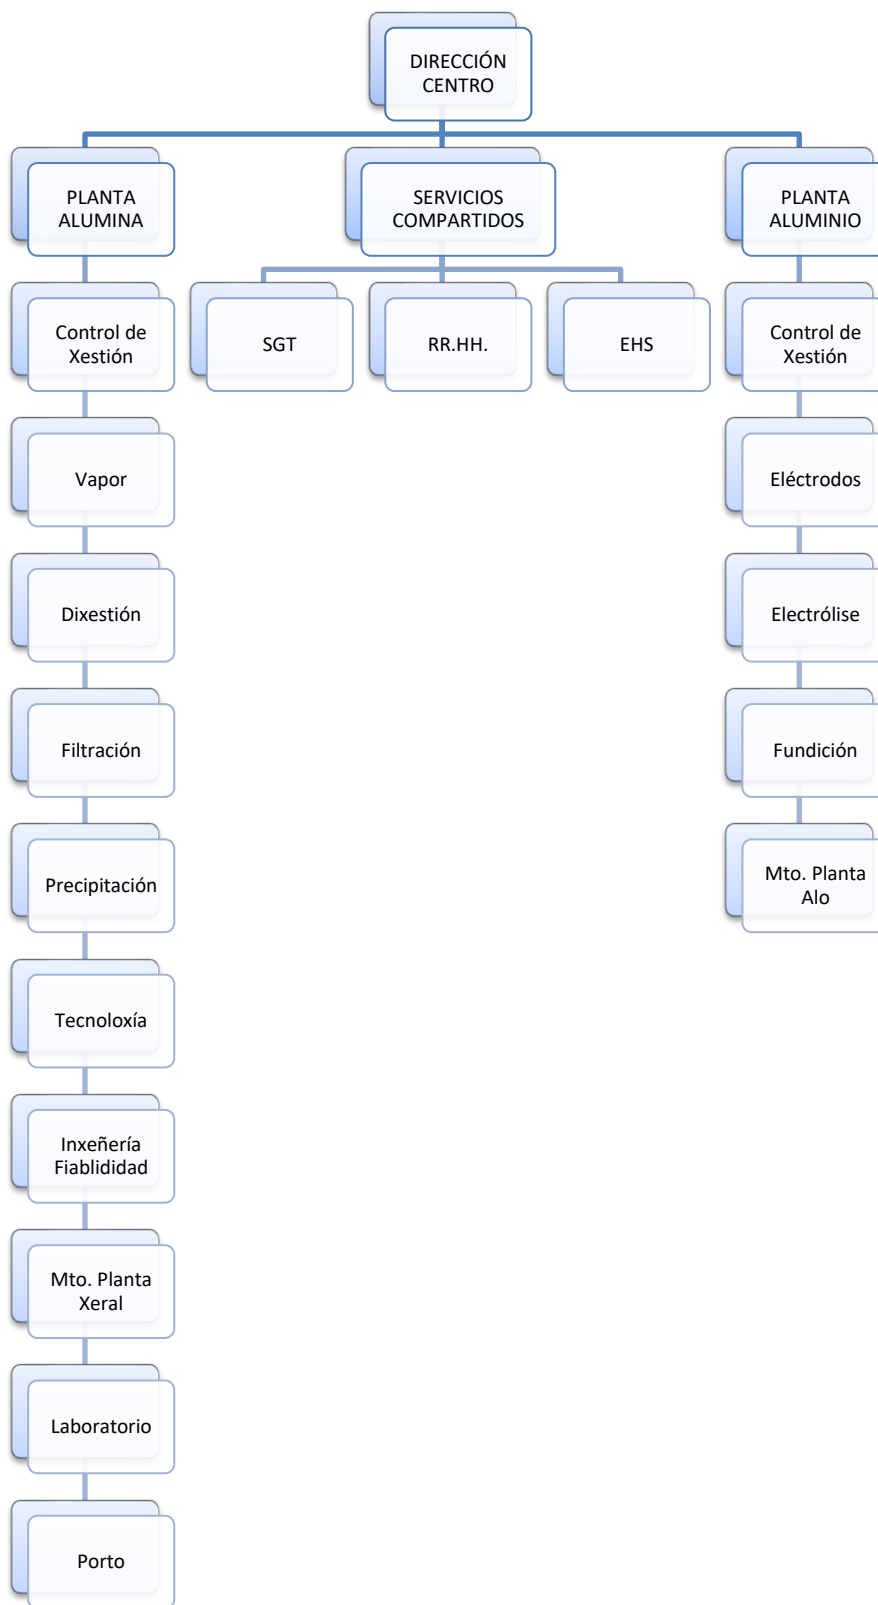 DIRECCIÓN
CENTRO
PLANTA
ALUMINA
SERVICIOS
COMPARTIDOS
PLANTA
ALUMINIO
Control de
Xestión
SGT
RR.HH.
EHS
Control de
Xestión
Vapor
Eléctrodos
Dixestión
Electrólise
Filtración
Fundición
Precipitación
Mto. Planta
Alo
Tecnoloxía
Inxeñería
Fiablididad
Mto. Planta
Xeral
Laboratorio
Porto